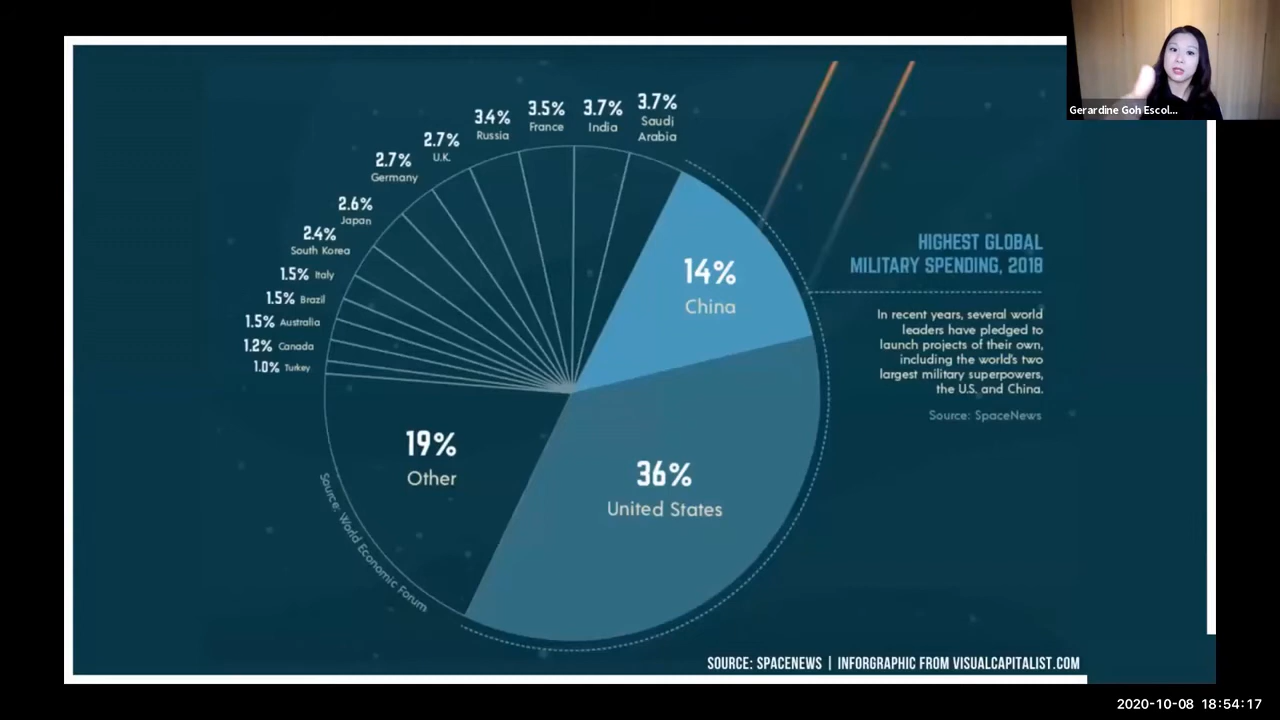 Gerardine Goh Escol...
3.7%
Saudi
Arabia
3.7%
India
3.5%
France
3.4%
Russia
2.7%
U.K.
2.7%
Germany
2.6%
Japan
2.4%
South Korea
1.5% Italy
1.5% Brazil
1.5% Australia
1.2% Canada
1.0% Turkey
14%
China
36%
United States
19%
Other
Source: World Economic Forum
HIGHEST GLOBAL
MILITARY SPENDING, 2018
In recent years, several world
leaders have pledged to
launch projects of their own,
including the world's two
largest military superpowers,
the U.S. and China.
Source: SpaceNews
SOURCE: SPACENEWS | INFORGRAPHIC FROM VISUALCAPITALIST.COM
2020-10-08 18:54:17